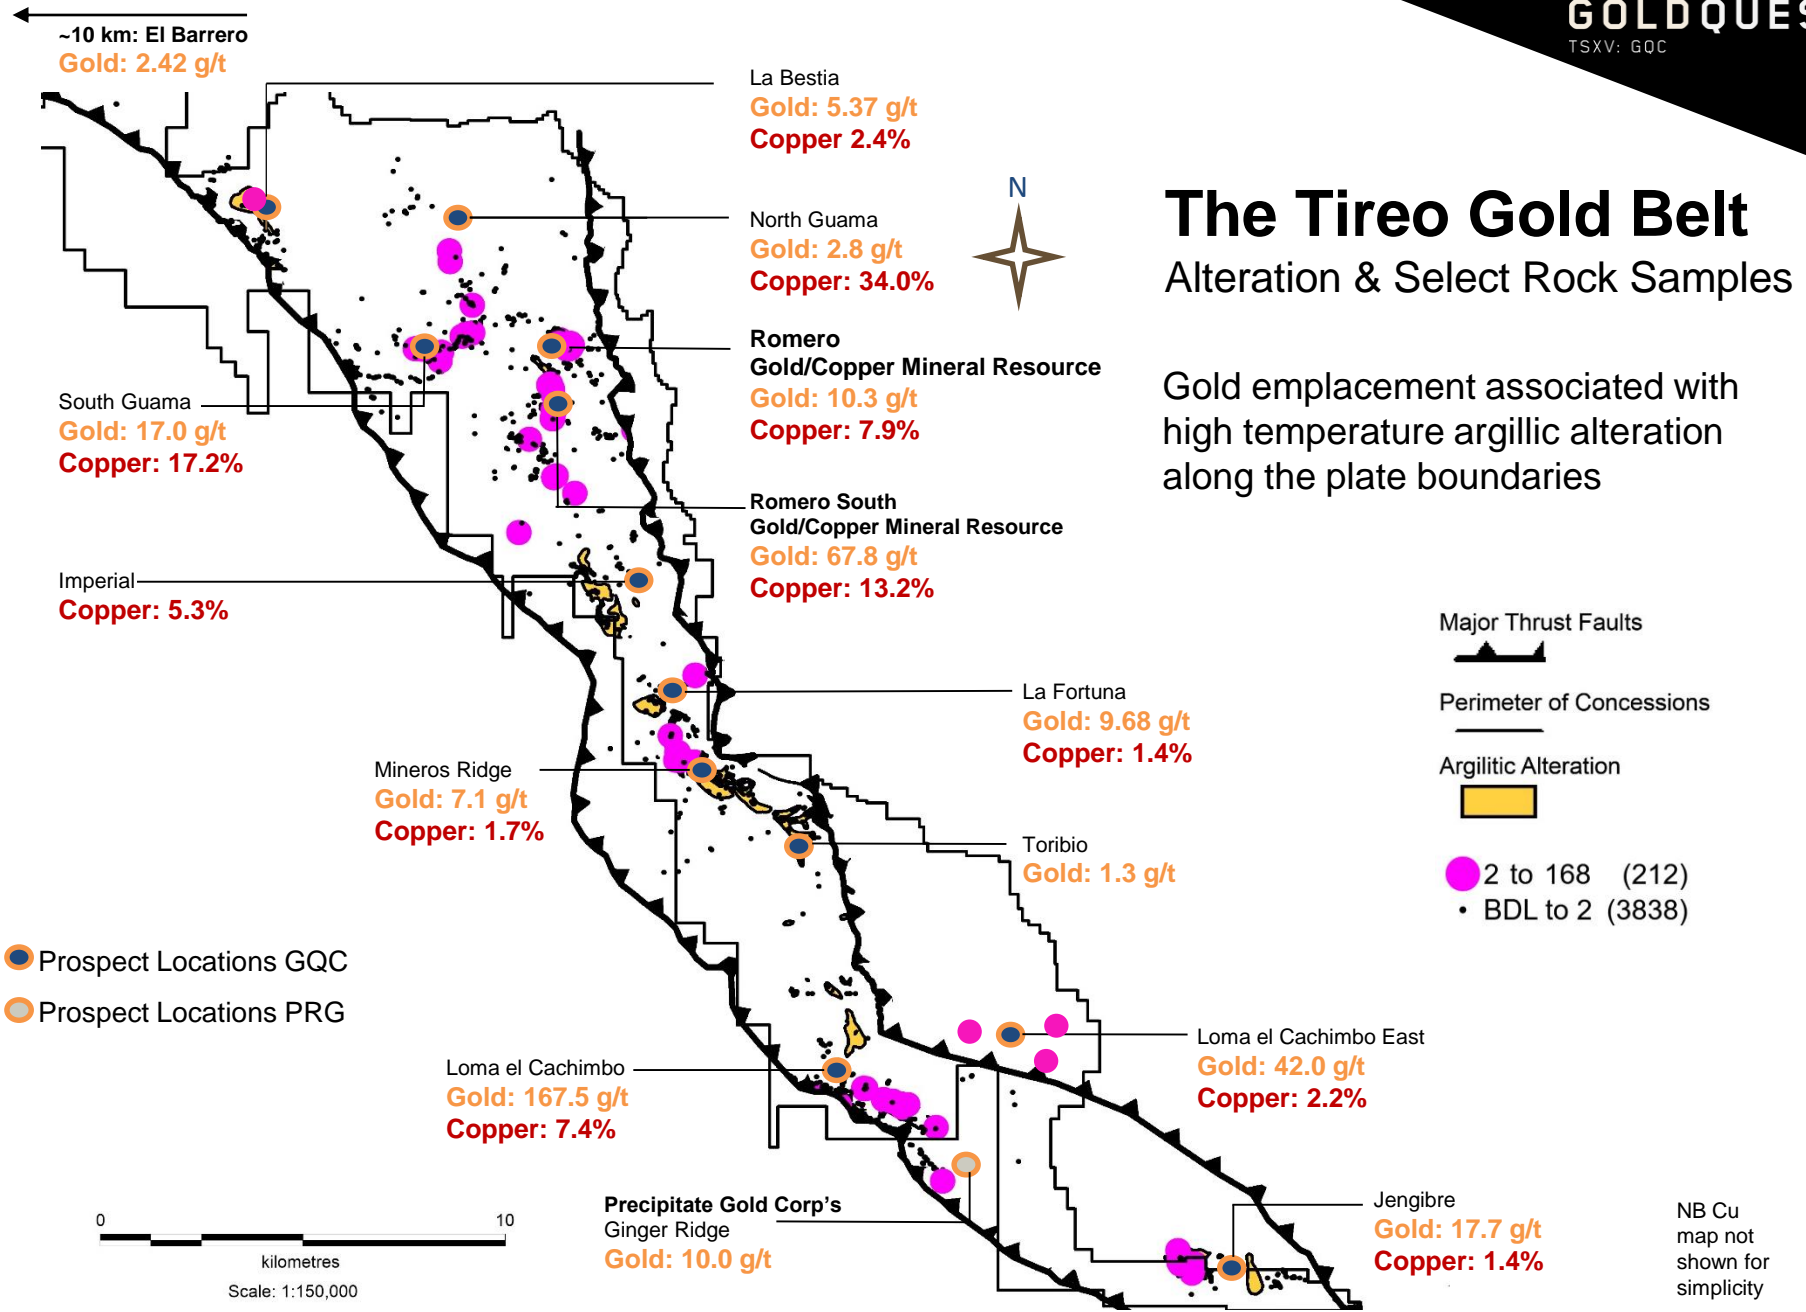 ~10 km: El Barrero
Gold: 2.42 g/t
GOLDQUES
TSXV: GQC
La Bestia
Gold: 5.37 g/t
Copper 2.4%
N
North Guama
Gold: 2.8 g/t
Copper: 34.0%
The Tireo Gold Belt
Alteration & Select Rock Samples
Romero
Gold/Copper Mineral Resource
Gold: 10.3 g/t
Copper: 7.9%
Gold emplacement associated with
high temperature argillic alteration
along the plate boundaries
South Guama
Gold: 17.0 g/t
Copper: 17.2%
Romero South
Gold/Copper Mineral Resource
Gold: 67.8 g/t
Copper: 13.2%
Imperial
Copper: 5.3%
Major Thrust Faults
Perimeter of Concessions
Argilitic Alteration
2 to 168 (212)
BDL to 2 (3838)
La Fortuna
Gold: 9.68 g/t
Copper: 1.4%
Mineros Ridge
Gold: 7.1 g/t
Copper: 1.7%
Toribio
Gold: 1.3 g/t
Prospect Locations GQC
Prospect Locations PRG
Loma el Cachimbo East
Gold: 42.0 g/t
Copper: 2.2%
Loma el Cachimbo
Gold: 167.5 g/t
Copper: 7.4%
Precipitate Gold Corp's
Ginger Ridge
Gold: 10.0 g/t
Jengibre
Gold: 17.7 g/t
Copper: 1.4%
NB Cu
map not
shown for
simplicity
0 10
kilometres
Scale: 1:150,000